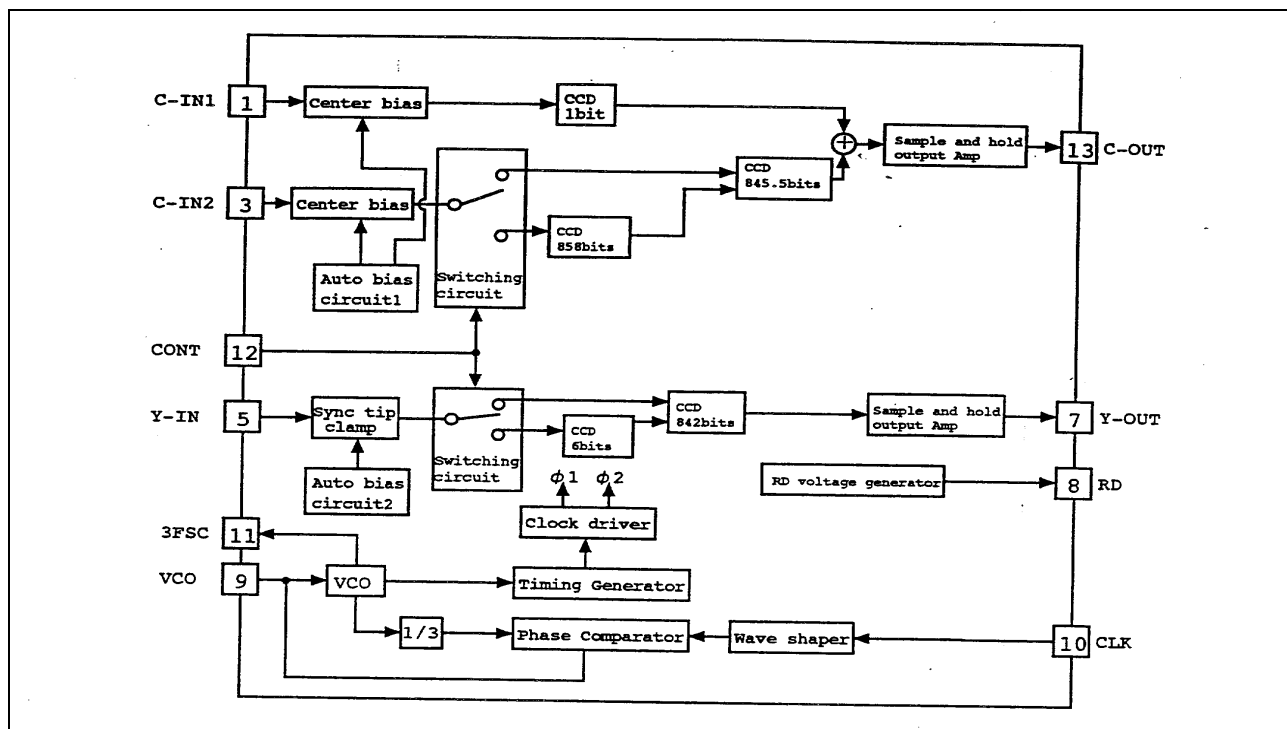 C-IN1
1
Center bias
CCD
1bit
Sample and hold
output Amp
13
C-OUT
C-IN2
3
Center bias
CCD
845.5bits
CCD
858bits
Auto bias
circuit1
Switching
circuit
CONT
12
Y-IN
5
Sync tip
clamp
CCD
842bits
CCD
6bits
Sample and hold
output Amp
7
Y-OUT
Switching
circuit
Auto bias
circuit2
φ1
φ2
RD voltage generator
8
RD
3FSC
11
Clock driver
VCO
9
VCO
Timing Generator
1/3
Phase Comparator
Wave shaper
10
CLK